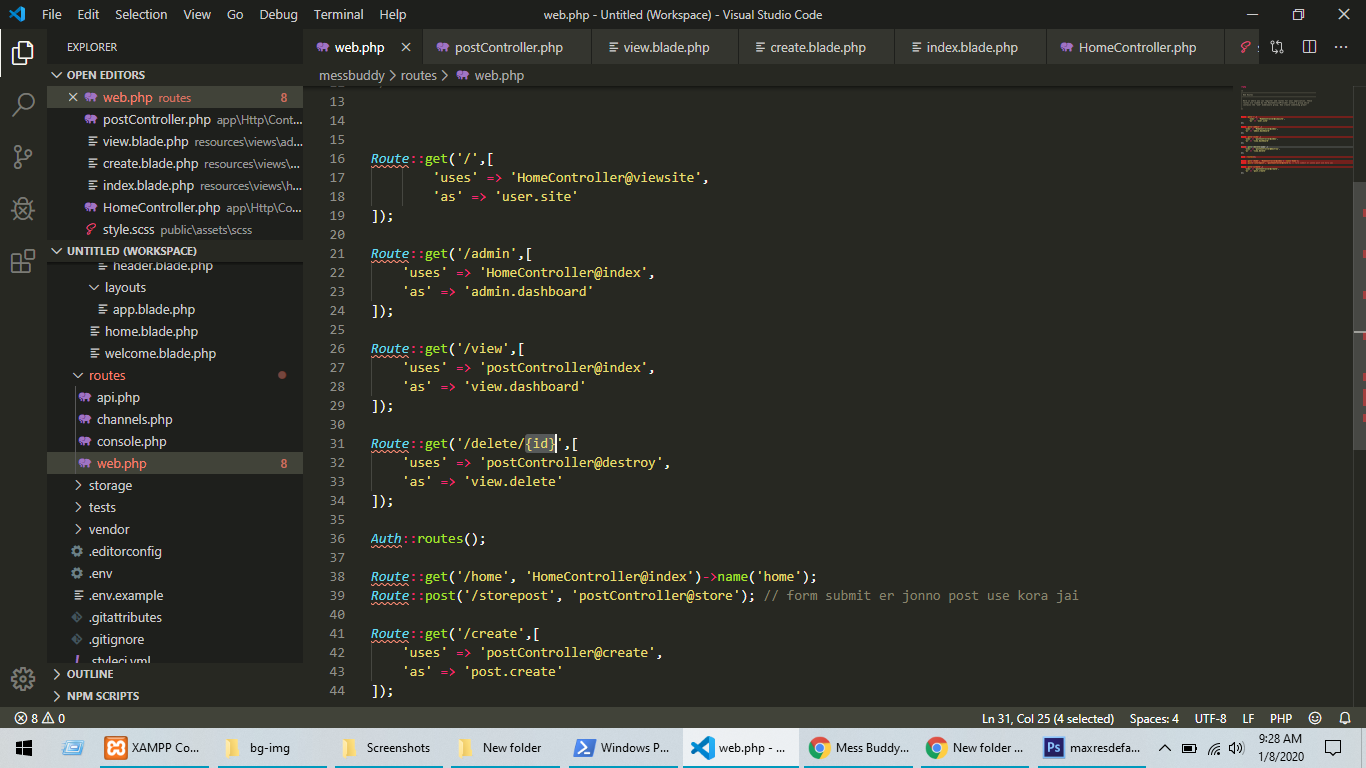 File Edit Selection View Go Debug Terminal Help
web.php - Untitled (Workspace) - Visual Studio Code
EXPLORER
OPEN EDITORS
web.php routes 8
postController.php app\Http\Cont...
view.blade.php resources\views\ad...
create.blade.php resources\views\...
index.blade.php resources\views\h...
HomeController.php app\Http\Co...
style.scss public\assets\scss
UNTITLED (WORKSPACE)
header.blade.php
layouts
app.blade.php
home.blade.php
welcome.blade.php
routes
api.php
channels.php
console.php
web.php 8
storage
tests
vendor
.editorconfig
.env
.env.example
.gitattributes
.gitignore
.styleci.yml
OUTLINE
NPM SCRIPTS
web.php
postController.php
view.blade.php
create.blade.php
index.blade.php
HomeController.php
messbuddy > routes > web.php
13
14
15
16 Route::get('/',[
17 'uses' => 'HomeController@viewsite',
18 'as' => 'user.site'
19 ]);
20
21 Route::get('/admin',[
22 'uses' => 'HomeController@index',
23 'as' => 'admin.dashboard'
24 ]);
25
26 Route::get('/view',[
27 'uses' => 'postController@index',
28 'as' => 'view.dashboard'
29 ]);
30
31 Route::get('/delete/{id}',[
32 'uses' => 'postController@destroy',
33 'as' => 'view.delete'
34 ]);
35
36 Auth::routes();
37
38 Route::get('/home', 'HomeController@index')->name('home');
39 Route::post('/storepost', 'postController@store'); // form submit er jonno post use kora jai
40
41 Route::get('/create',[
42 'uses' => 'postController@create',
43 'as' => 'post.create'
44 ]);
8 0
Ln 31, Col 25 (4 selected) Spaces: 4 UTF-8 LF PHP
XAMPP Co... bg-img Screenshots New folder Windows P... web.php - ... Mess Buddy... New folder ... Ps maxresdefa...
9:28 AM
1/8/2020